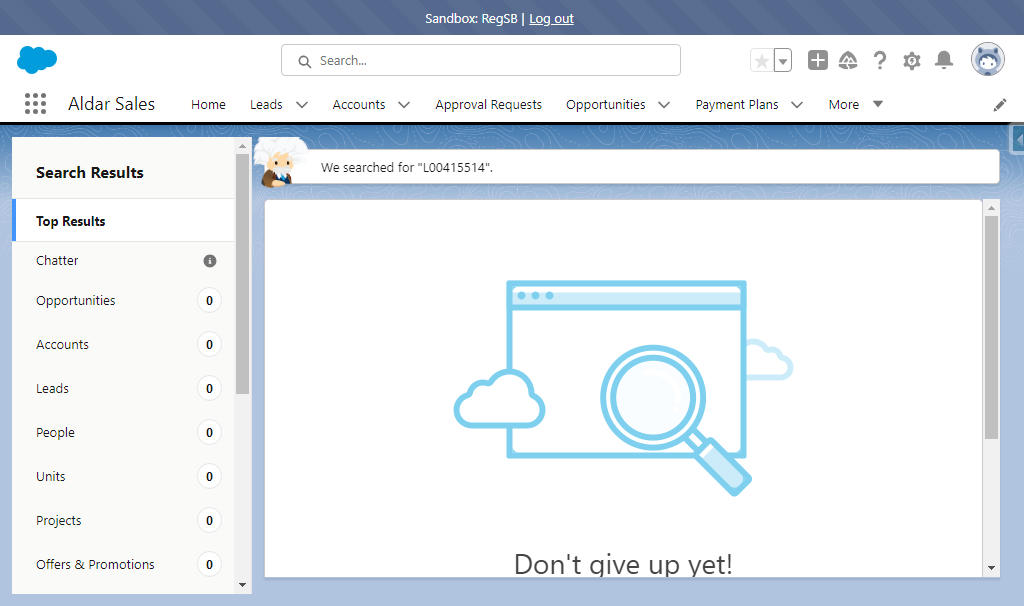 Sandbox: RegSB | Log out
Search...
Aldar Sales
Home
Leads
Accounts
Approval Requests
Opportunities
Payment Plans
More
Search Results
Top Results
Chatter
Opportunities 0
Accounts 0
Leads 0
People 0
Units 0
Projects 0
Offers & Promotions 0
We searched for "L00415514".
Don't give up yet!